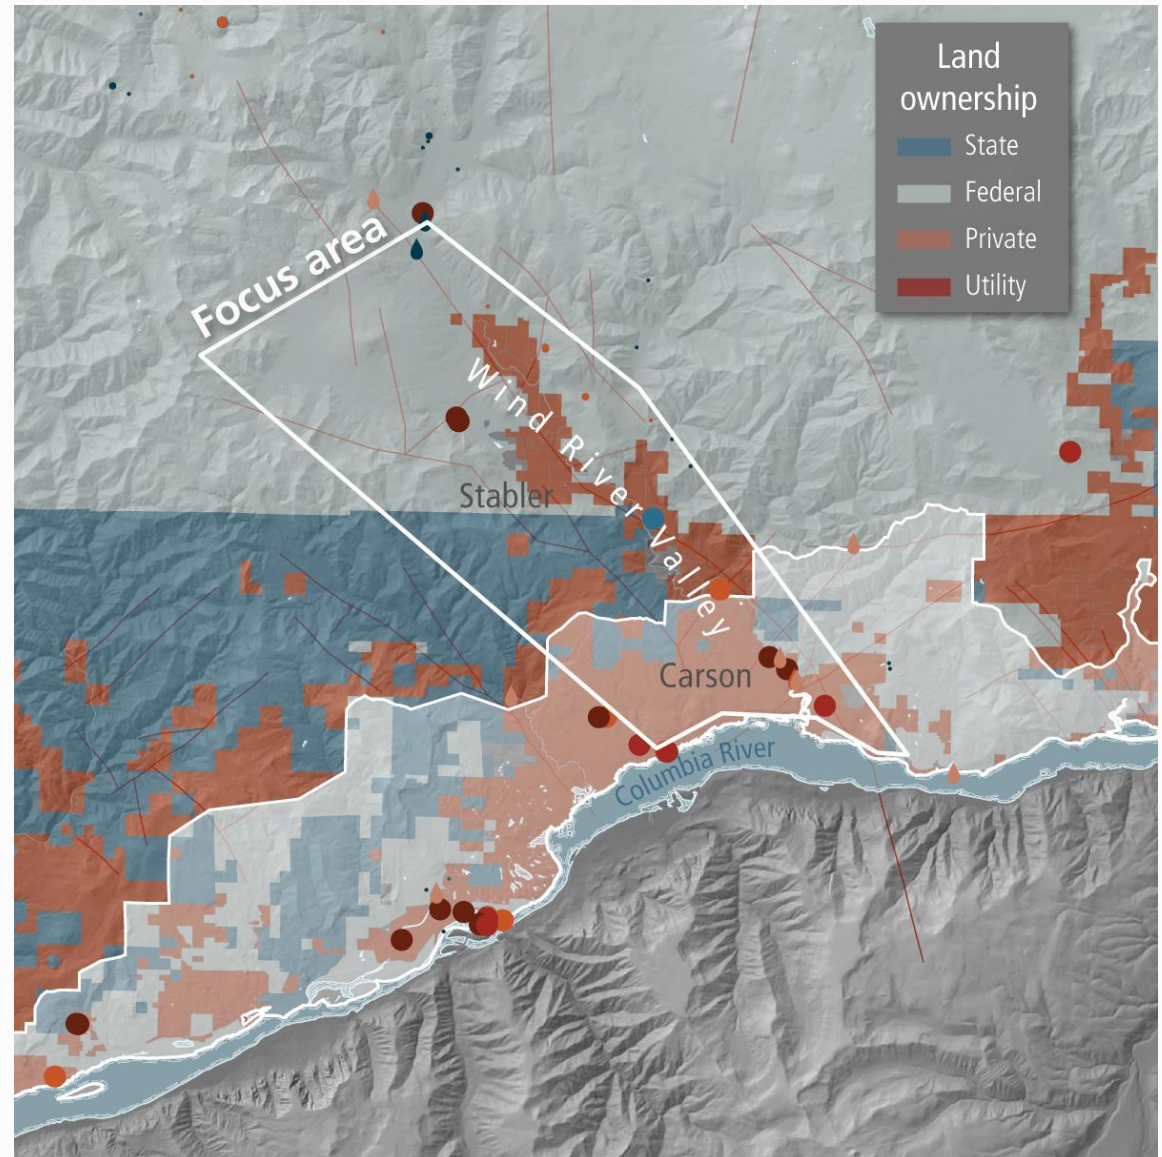 Land
ownership
State
Federal
Private
Utility
Focus area
Wind River Valley
Stabler
Carson
Columbia River